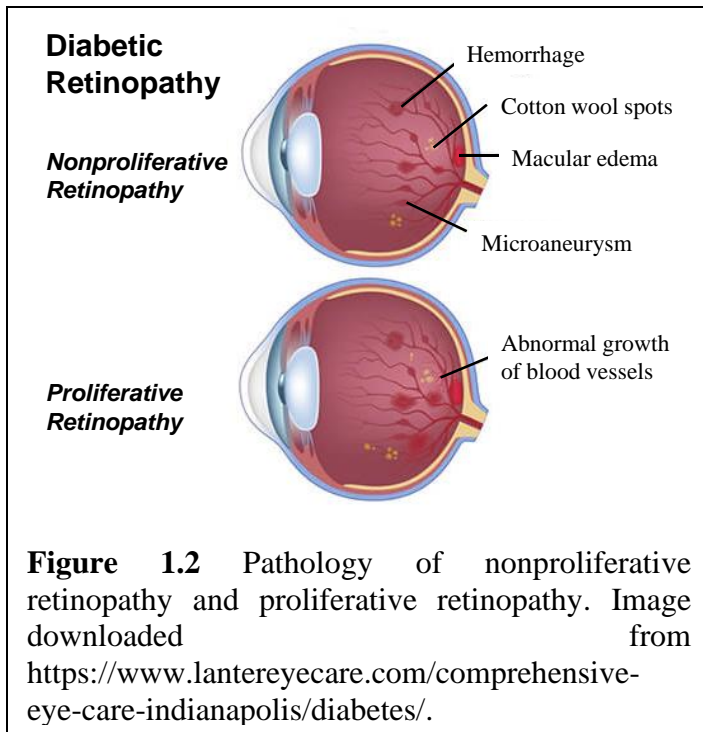 Diabetic
Retinopathy
Nonproliferative
Retinopathy
Hemorrhage
Cotton wool spots
Macular edema
Microaneurysm
Proliferative
Retinopathy
Abnormal growth
of blood vessels
Figure 1.2 Pathology of nonproliferative
retinopathy and proliferative retinopathy. Image
downloaded from
https://www.lantereyecare.com/comprehensive-
eye-care-indianapolis/diabetes/.